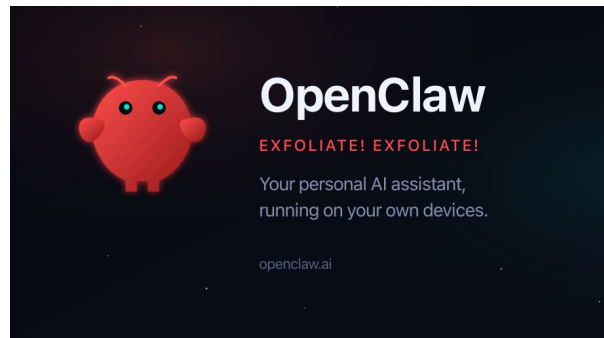 OpenClaw
EXFOLIATE! EXFOLIATE!
Your personal AI assistant,
running on your own devices.
openclaw.ai